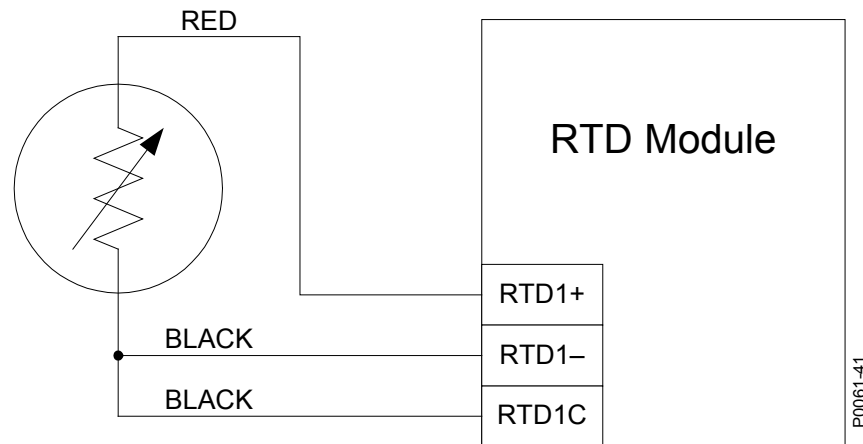 RED
RTD Module
RTD1+
BLACK
RTD1–
BLACK
RTD1C
P0061-41